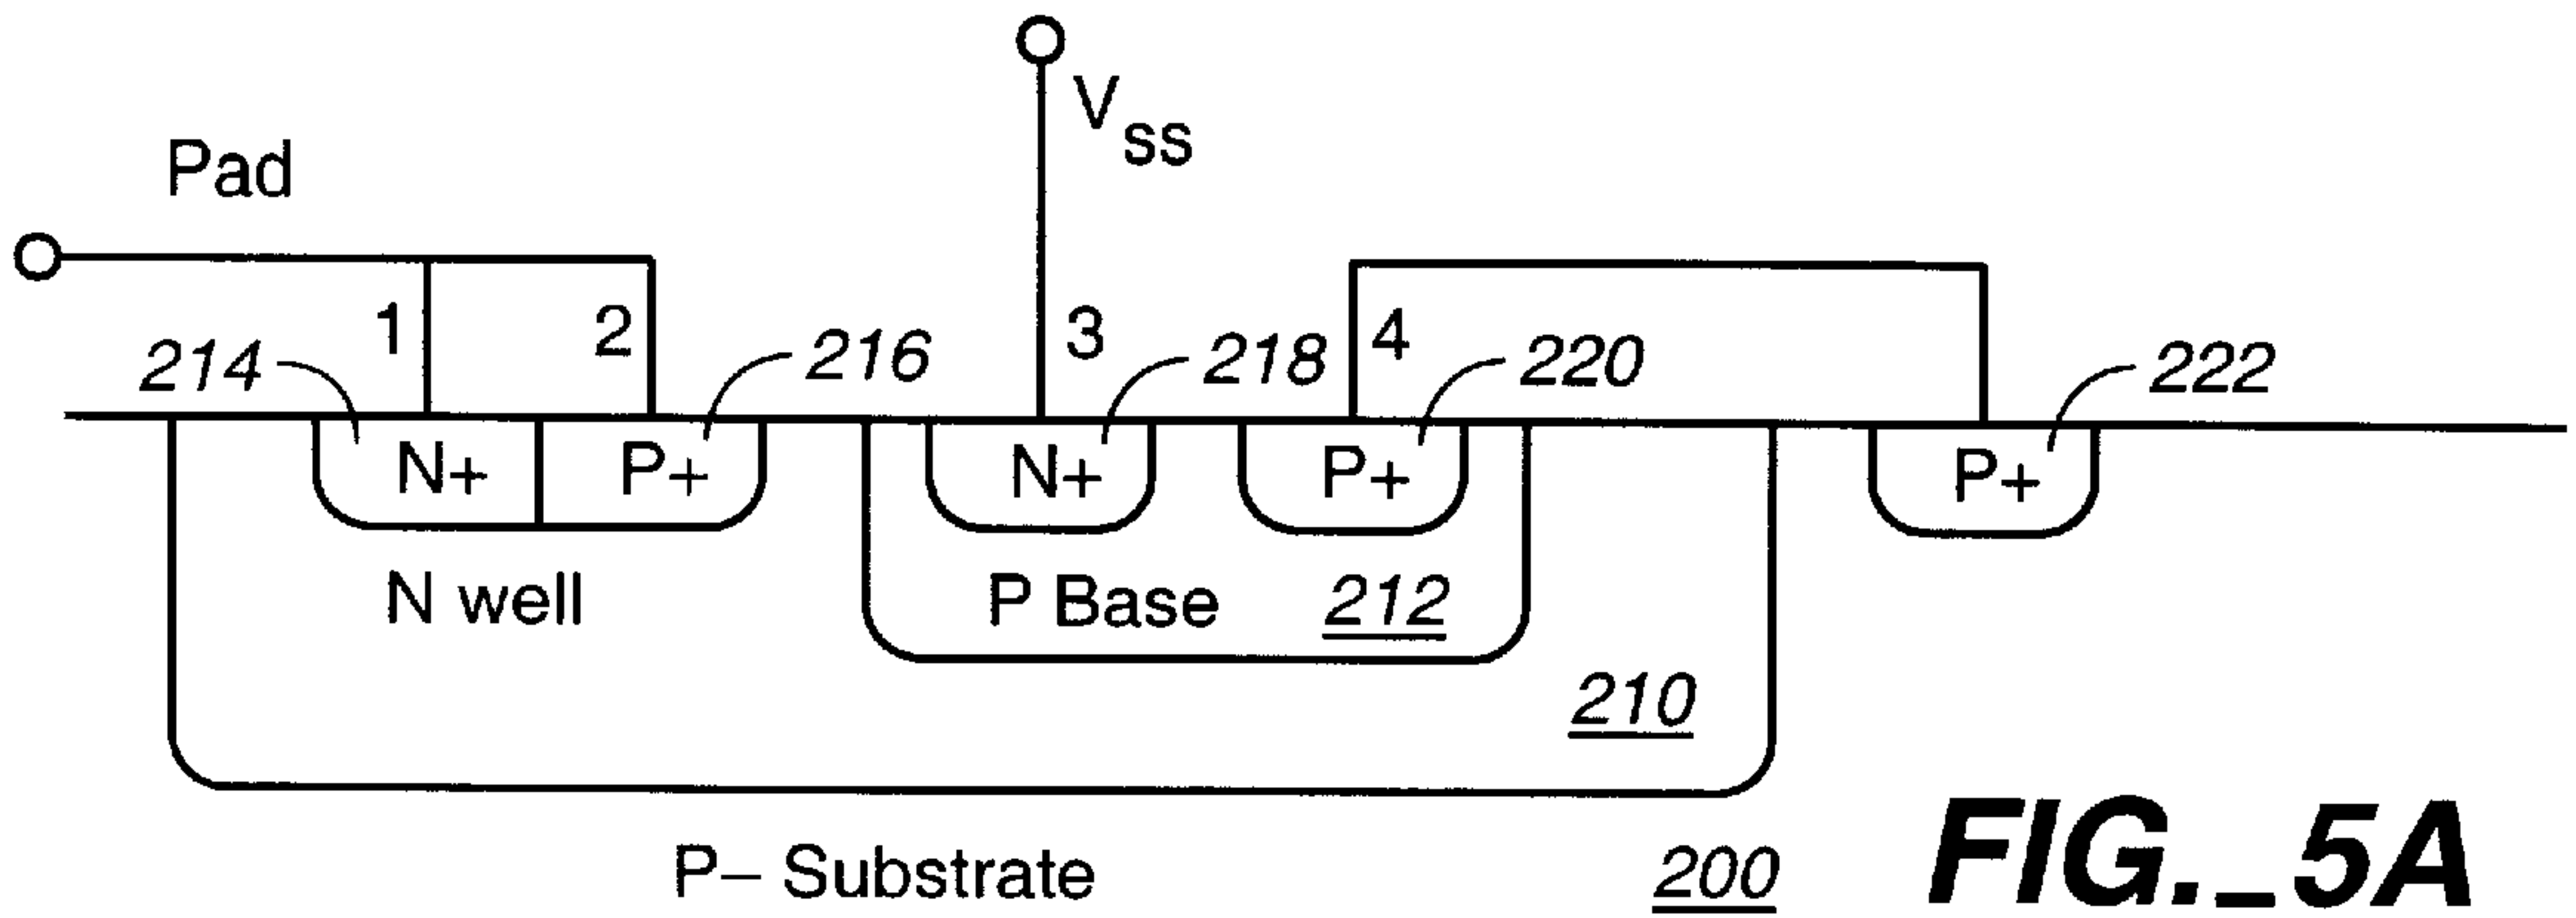 Vss
Pad
1
2
3
4
214
216
218
220
222
N+
P+
N+
P+
P+
N well
P Base
212
210
P– Substrate
200
FIG._5A